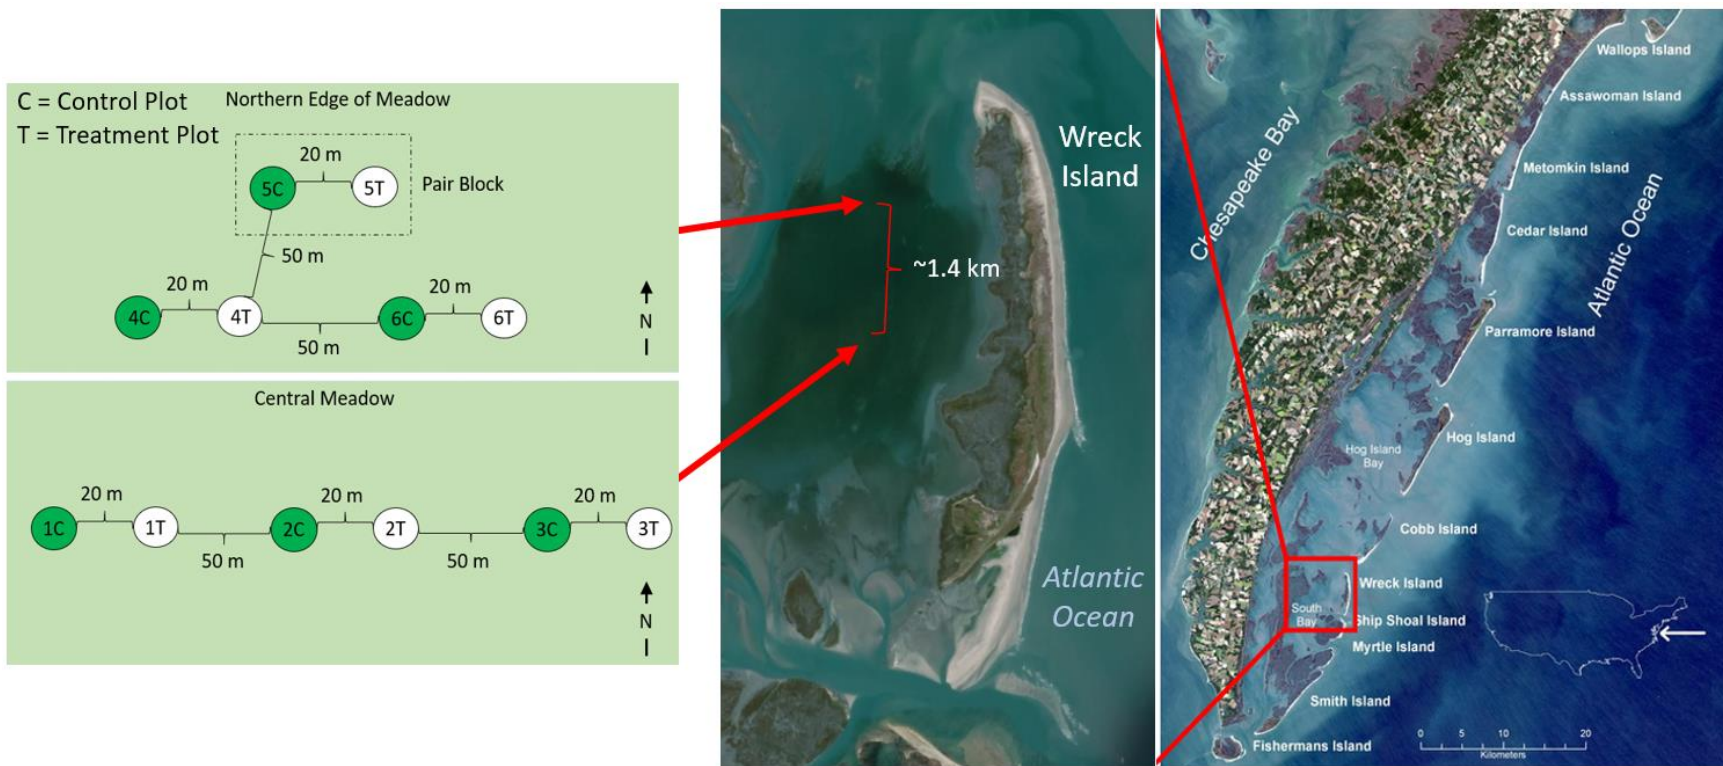 C = Control Plot
T = Treatment Plot
Northern Edge of Meadow
20 m
5C
5T
Pair Block
50 m
20 m
20 m
4C
4T
6C
6T
50 m
N
Central Meadow
20 m
20 m
20 m
1C
1T
2C
2T
3C
3T
50 m
50 m
N
Wreck
Island
~1.4 km
Atlantic
Ocean
Wallops Island
Assawoman Island
Chesapeake Bay
Metomkin Island
Atlantic Ocean
Cedar Island
Parramore Island
Hog Island
Hog Island
Bay
Cobb Island
Wreck Island
South
Bay
Ship Shoal Island
Myrtle Island
Smith Island
Fishermans Island
0 5 10 20
Kilometers